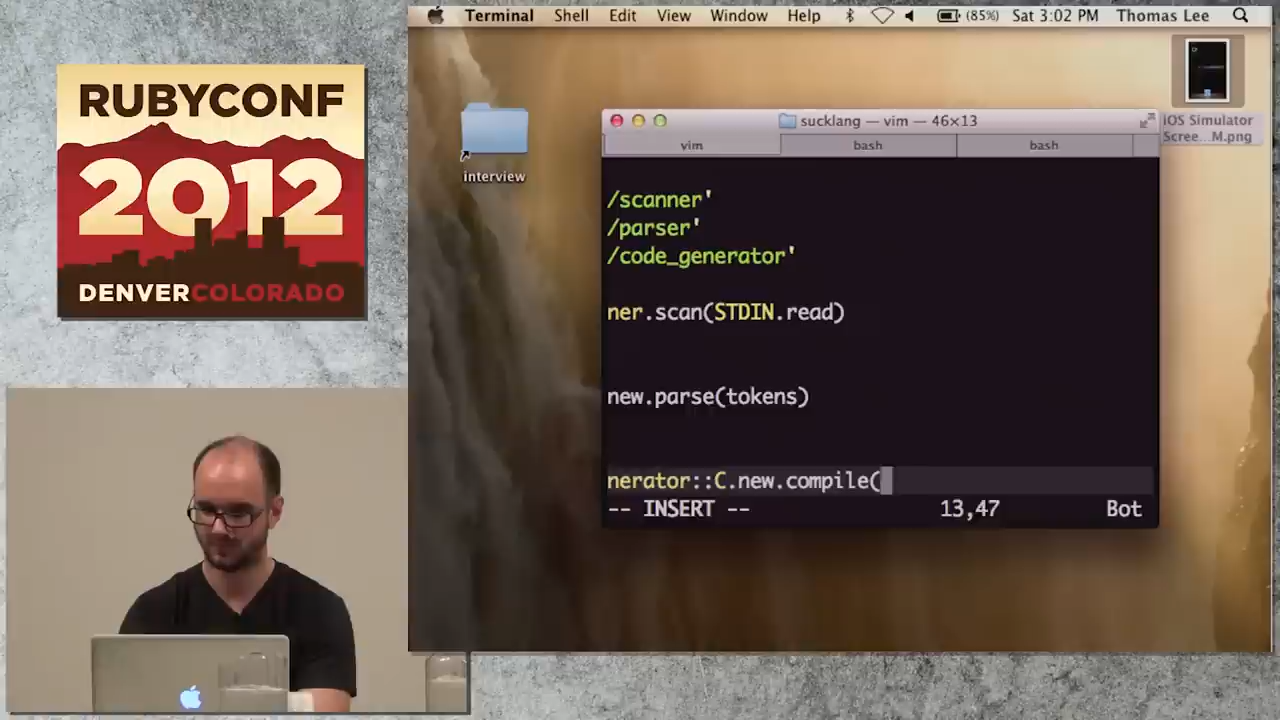 RUBYCONF
2012
DENVERCOLORADO
Terminal Shell Edit View Window Help (85%) Sat 3:02 PM Thomas Lee
iOS Simulator
Scree...M.png
interview
sucklang — vim — 46×13
vim bash bash
/scanner'
/parser'
/code_generator'
ner.scan(STDIN.read)
new.parse(tokens)
nerator::C.new.compile(
-- INSERT -- 13,47 Bot